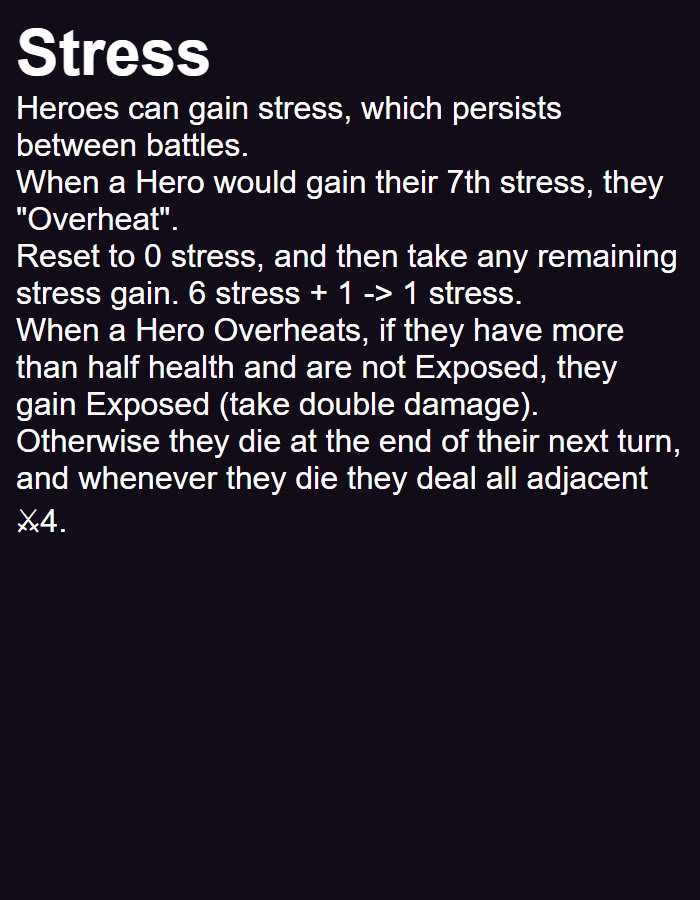 Stress
Heroes can gain stress, which persists
between battles.
When a Hero would gain their 7th stress, they
"Overheat".
Reset to 0 stress, and then take any remaining
stress gain. 6 stress + 1 -> 1 stress.
When a Hero Overheats, if they have more
than half health and are not Exposed, they
gain Exposed (take double damage).
Otherwise they die at the end of their next turn,
and whenever they die they deal all adjacent
⚔4.